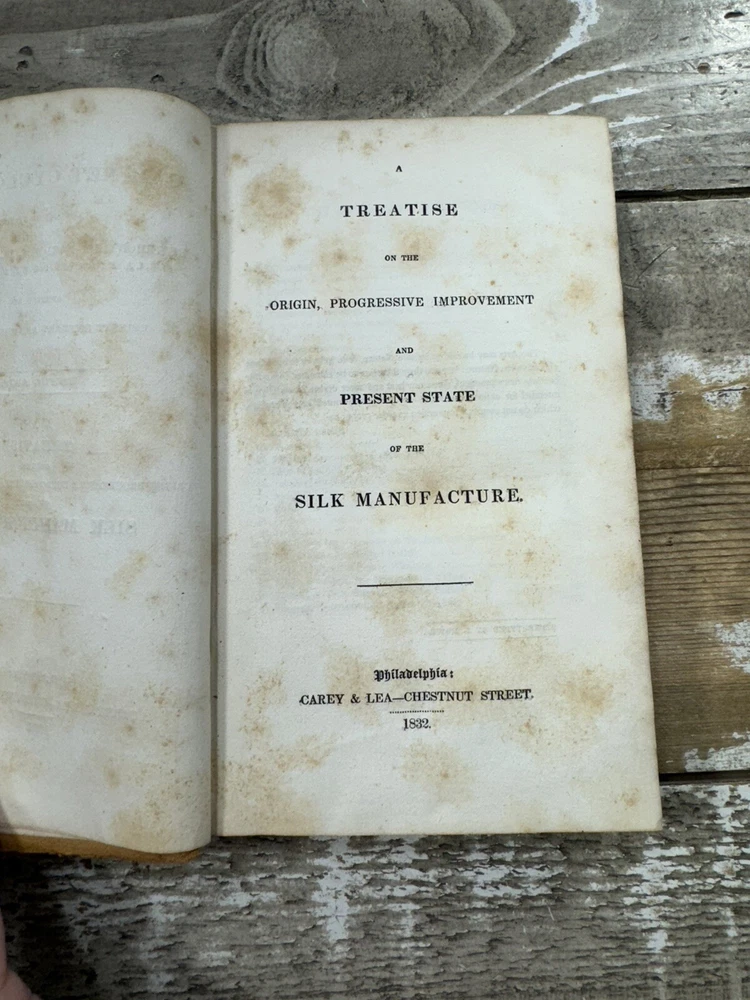 A
TREATISE
ON THE
ORIGIN, PROGRESSIVE IMPROVEMENT
AND
PRESENT STATE
OF THE
SILK MANUFACTURE.
Philadelphia:
CAREY & LEA—CHESTNUT STREET.
1832.